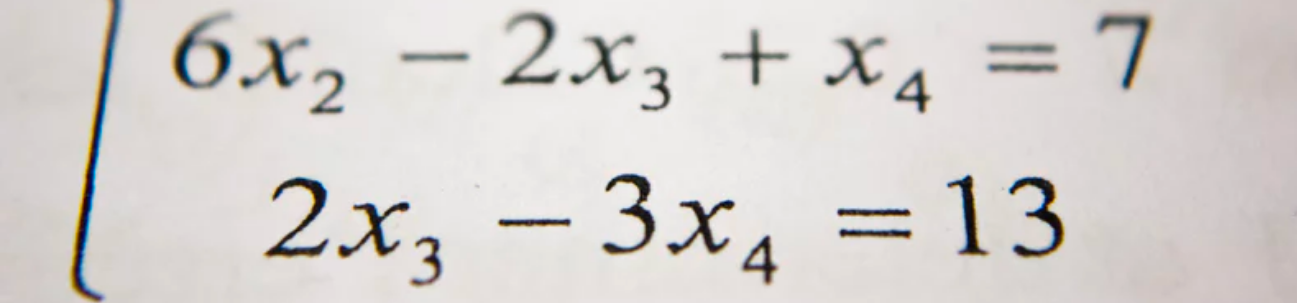 6x₂ − 2x₃ + x₄ = 7
2x₃ − 3x₄ = 13